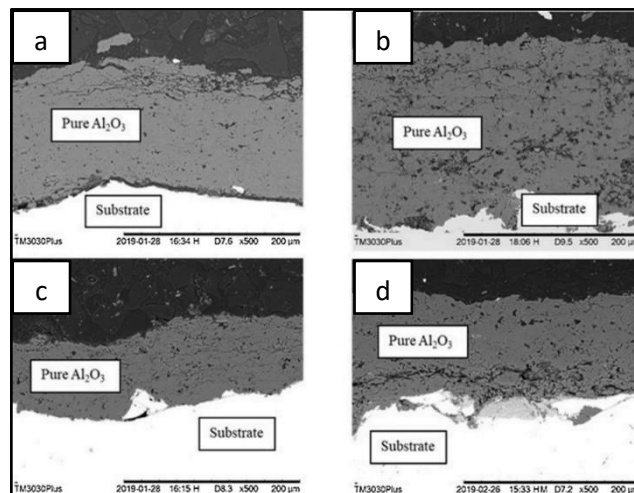 a
Pure Al₂O₃
Substrate
TM3030Plus 2019-01-28 16:34 H D7.6 x500 200 µm
b
Pure Al₂O₃
Substrate
TM3030Plus 2019-01-28 18:06 H D9.5 x500 200 µm
c
Pure Al₂O₃
Substrate
TM3030Plus 2019-01-28 16:15 H D8.3 x500 200 µm
d
Pure Al₂O₃
Substrate
TM3030Plus 2019-02-26 15:33 HM D7.2 x500 200 µm